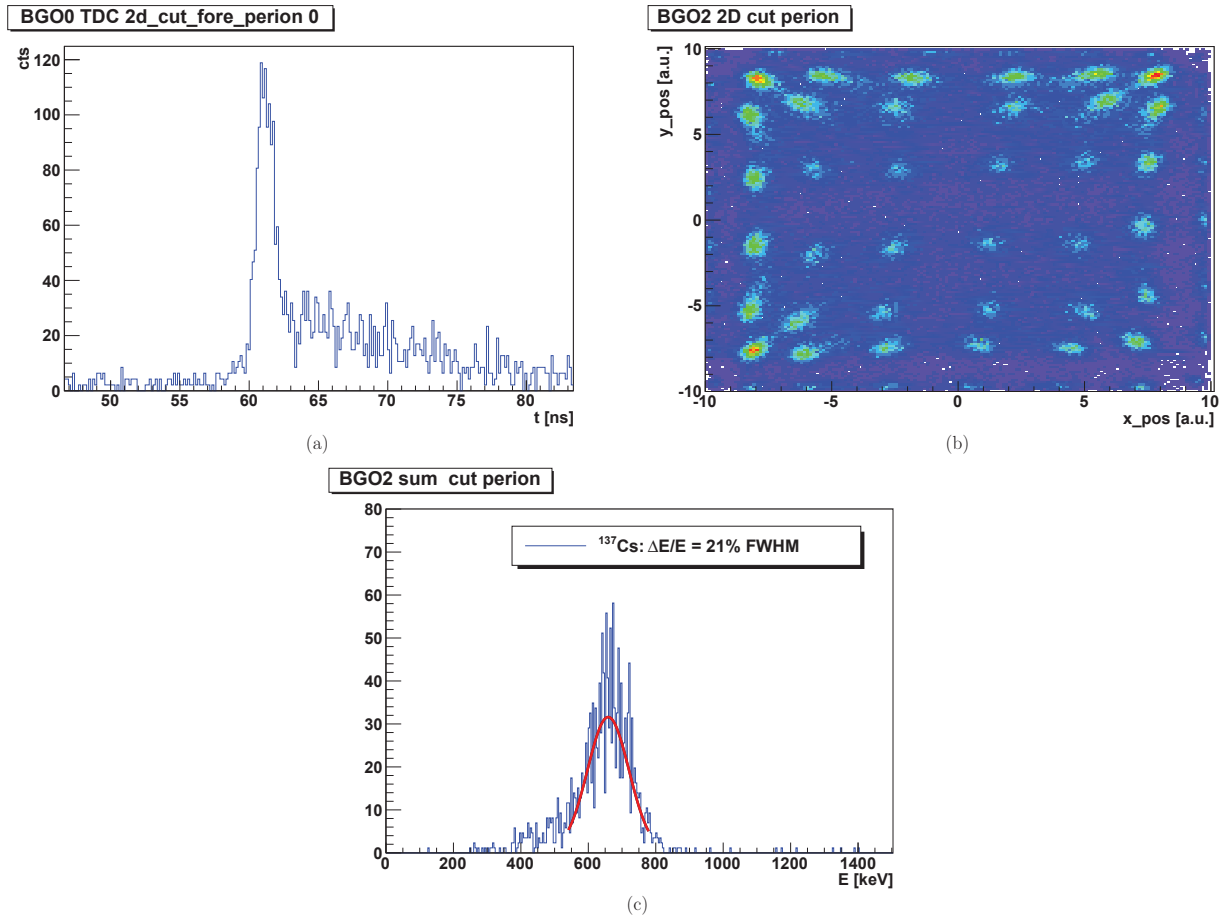 BGO0 TDC 2d_cut_fore_perion 0
cts
120
100
80
60
40
20
0
50 55 60 65 70 75 80
t [ns]
(a)
BGO2 2D cut perion
y_pos [a.u.]
10
5
0
-5
-10
-10 -5 0 5 10
x_pos [a.u.]
(b)
BGO2 sum cut perion
80
70
60
50
40
30
20
10
0
137Cs: ΔE/E = 21% FWHM
0 200 400 600 800 1000 1200 1400
E [keV]
(c)